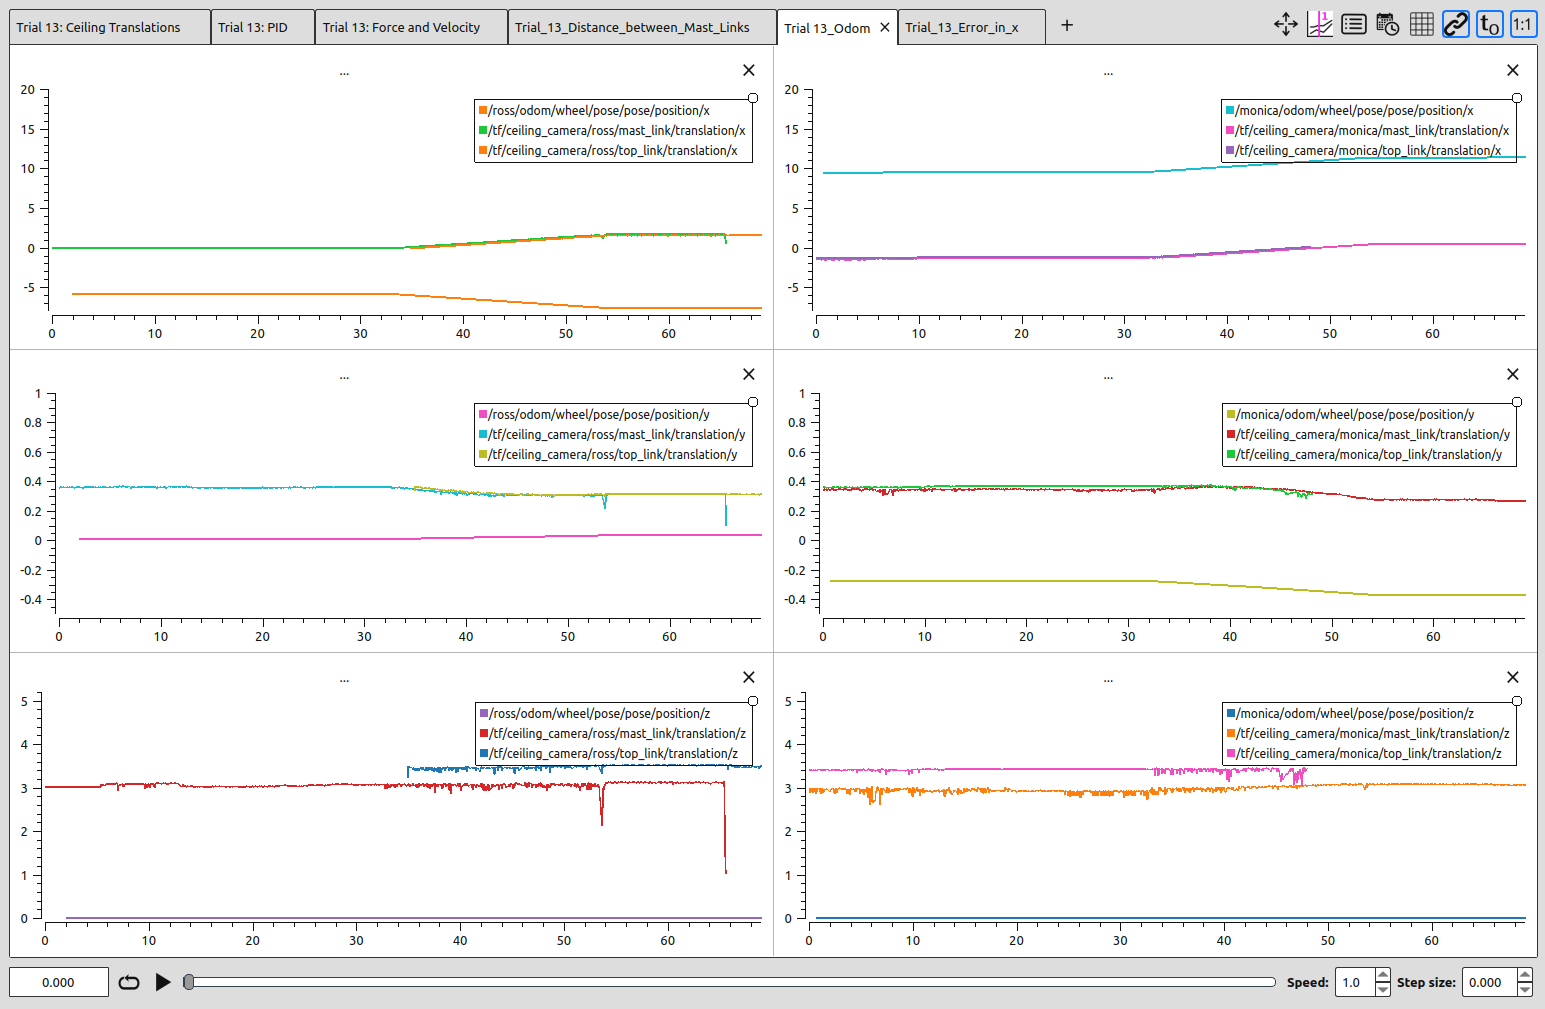 Trial 13: Ceiling Translations
Trial 13: PID
Trial 13: Force and Velocity
Trial_13_Distance_between_Mast_Links
Trial 13_Odom
Trial_13_Error_in_x
+
1
t0
1:1
...
/ross/odom/wheel/pose/pose/position/x
/tf/ceiling_camera/ross/mast_link/translation/x
/tf/ceiling_camera/ross/top_link/translation/x
20
15
10
5
0
-5
0 10 20 30 40 50 60
...
/monica/odom/wheel/pose/pose/position/x
/tf/ceiling_camera/monica/mast_link/translation/x
/tf/ceiling_camera/monica/top_link/translation/x
20
15
10
5
0
-5
0 10 20 30 40 50 60
...
/ross/odom/wheel/pose/pose/position/y
/tf/ceiling_camera/ross/mast_link/translation/y
/tf/ceiling_camera/ross/top_link/translation/y
1
0.8
0.6
0.4
0.2
0
-0.2
-0.4
0 10 20 30 40 50 60
...
/monica/odom/wheel/pose/pose/position/y
/tf/ceiling_camera/monica/mast_link/translation/y
/tf/ceiling_camera/monica/top_link/translation/y
1
0.8
0.6
0.4
0.2
0
-0.2
-0.4
0 10 20 30 40 50 60
...
/ross/odom/wheel/pose/pose/position/z
/tf/ceiling_camera/ross/mast_link/translation/z
/tf/ceiling_camera/ross/top_link/translation/z
5
4
3
2
1
0
0 10 20 30 40 50 60
...
/monica/odom/wheel/pose/pose/position/z
/tf/ceiling_camera/monica/mast_link/translation/z
/tf/ceiling_camera/monica/top_link/translation/z
5
4
3
2
1
0
0 10 20 30 40 50 60
0.000
Speed: 1.0
Step size: 0.000